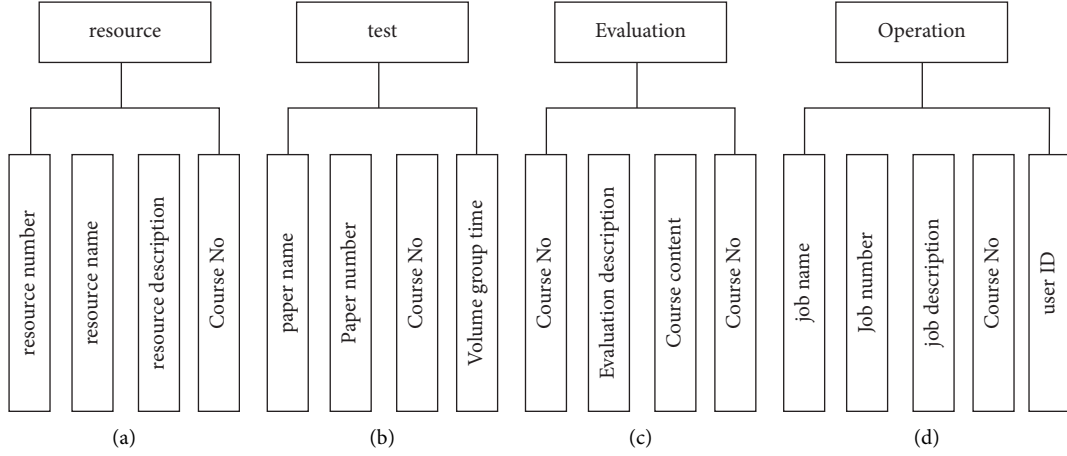 resource
test
Evaluation
Operation
resource number
resource name
resource description
Course No
paper name
Paper number
Course No
Volume group time
Course No
Evaluation description
Course content
Course No
job name
Job number
job description
Course No
user ID
(a)
(b)
(c)
(d)